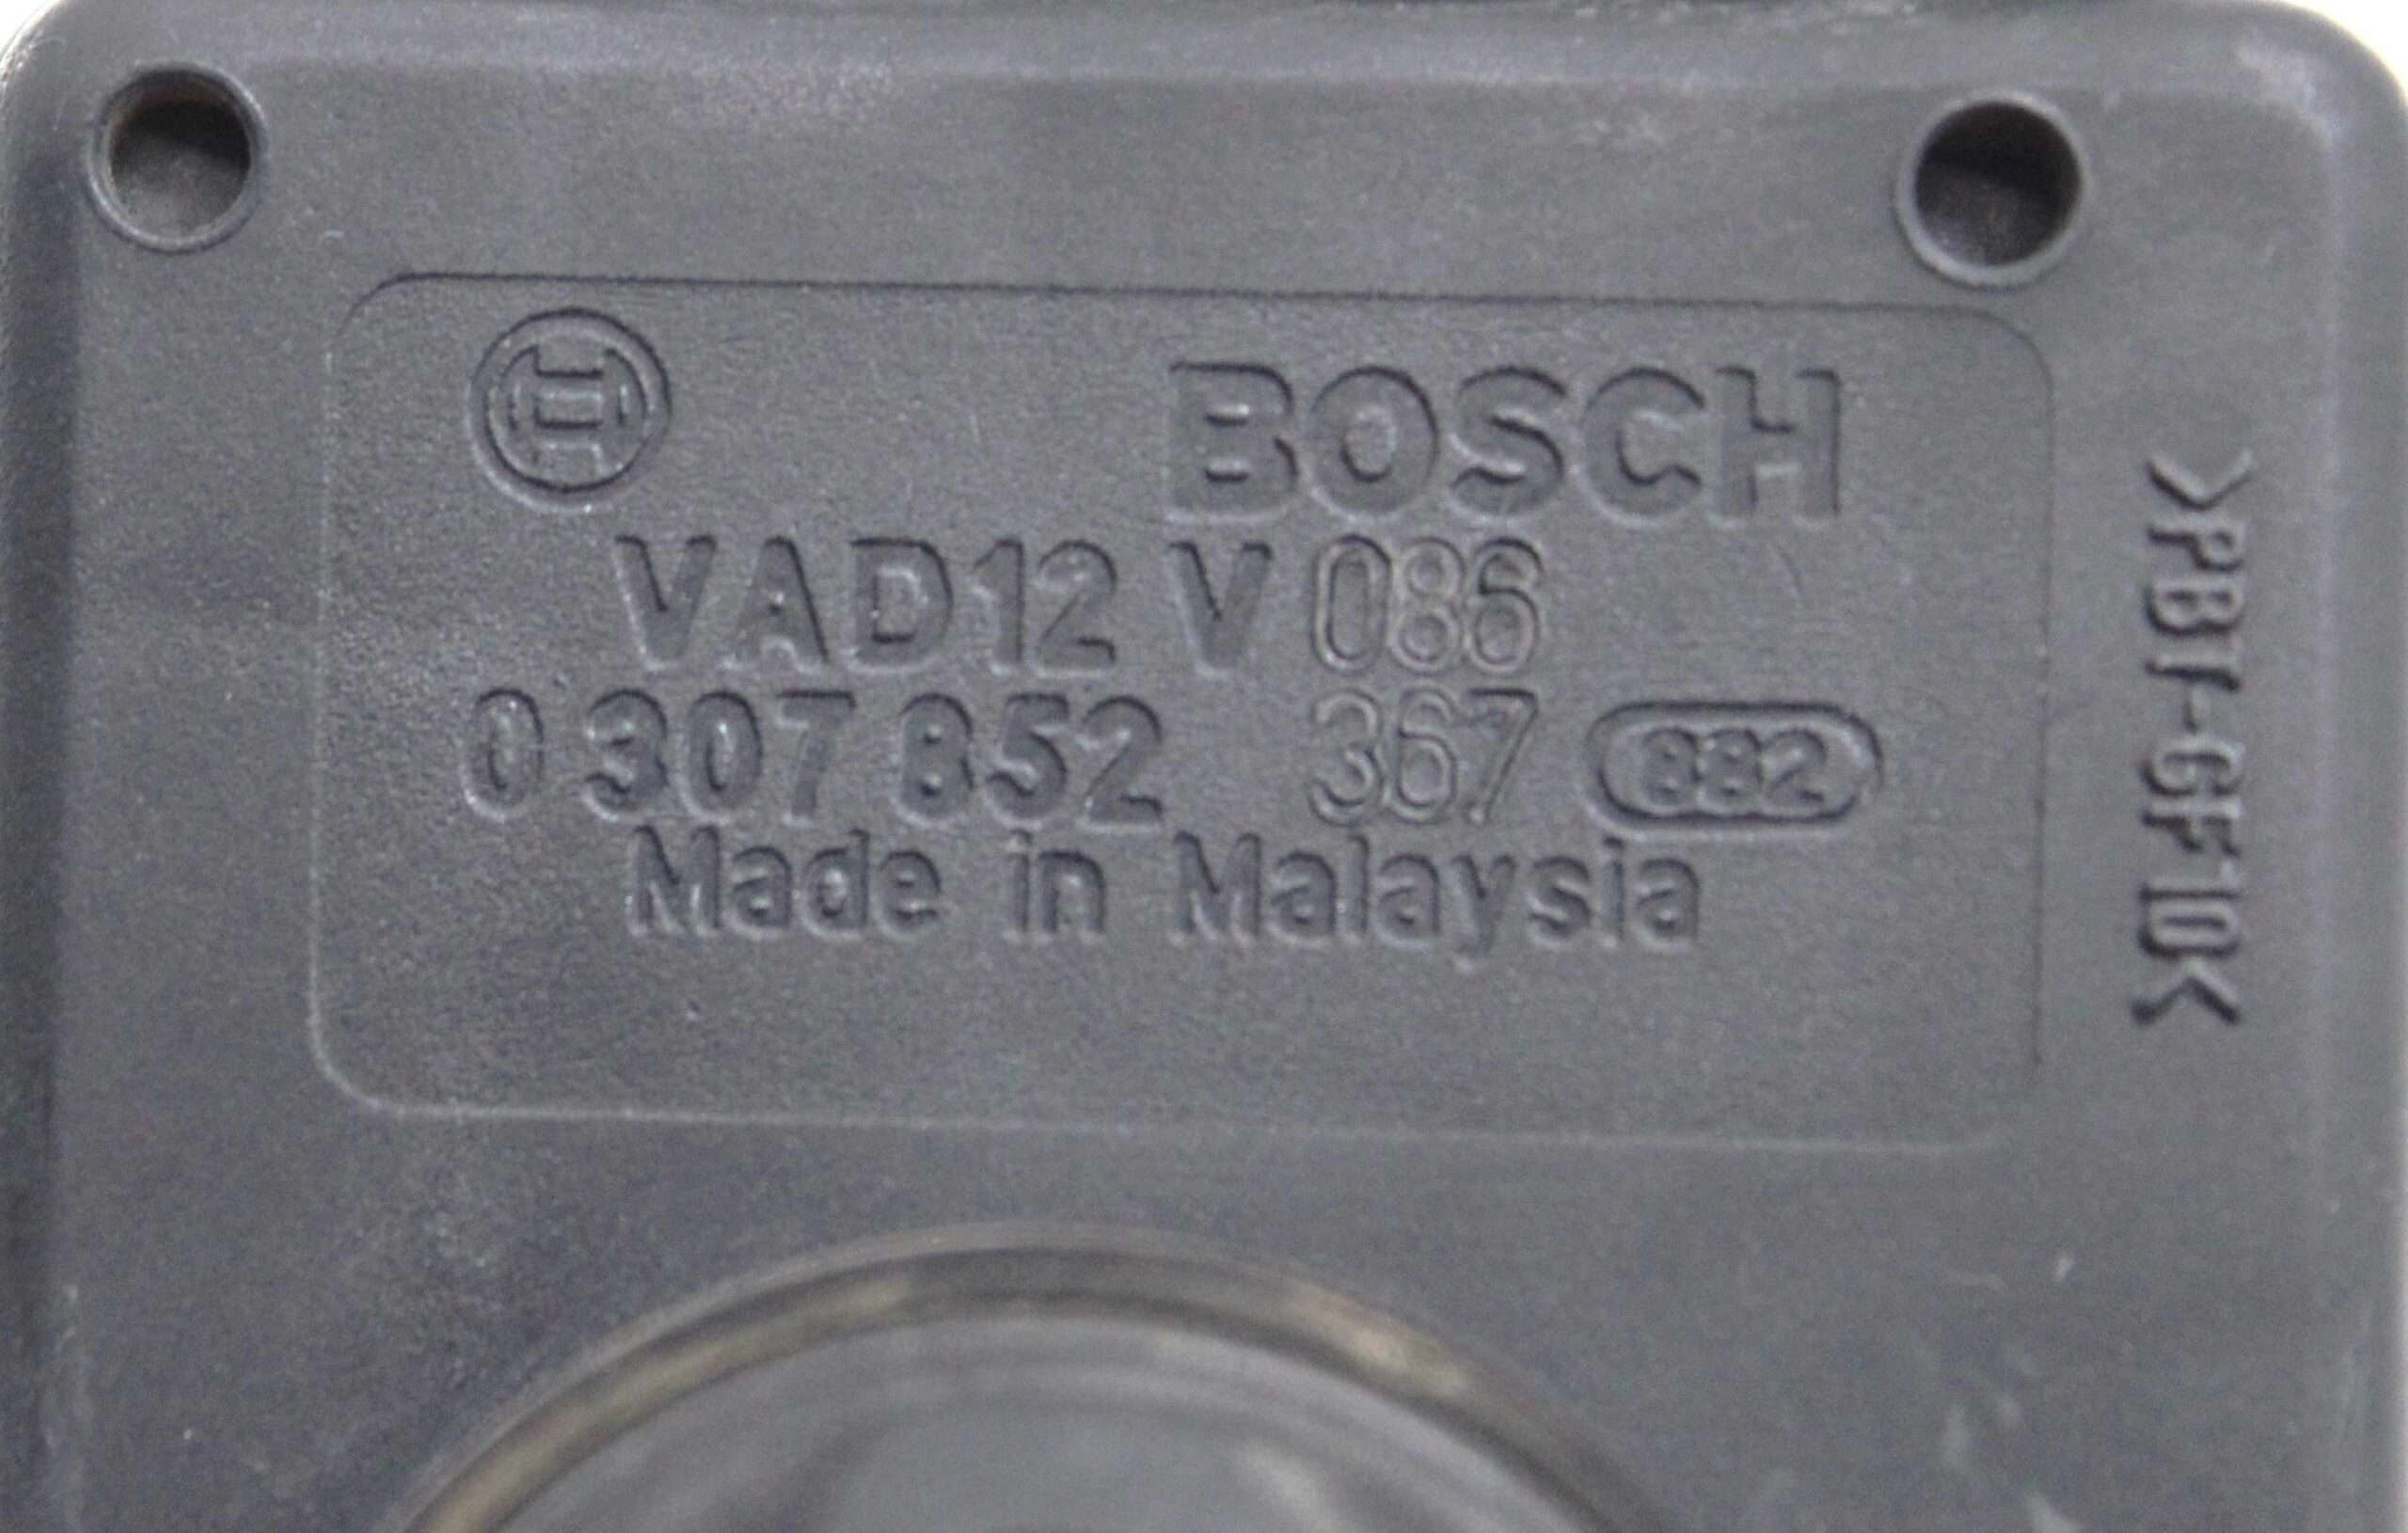 BOSCH
VAD12 V 086
0 307 852 367 882
Made in Malaysia
>PBT-GF10<